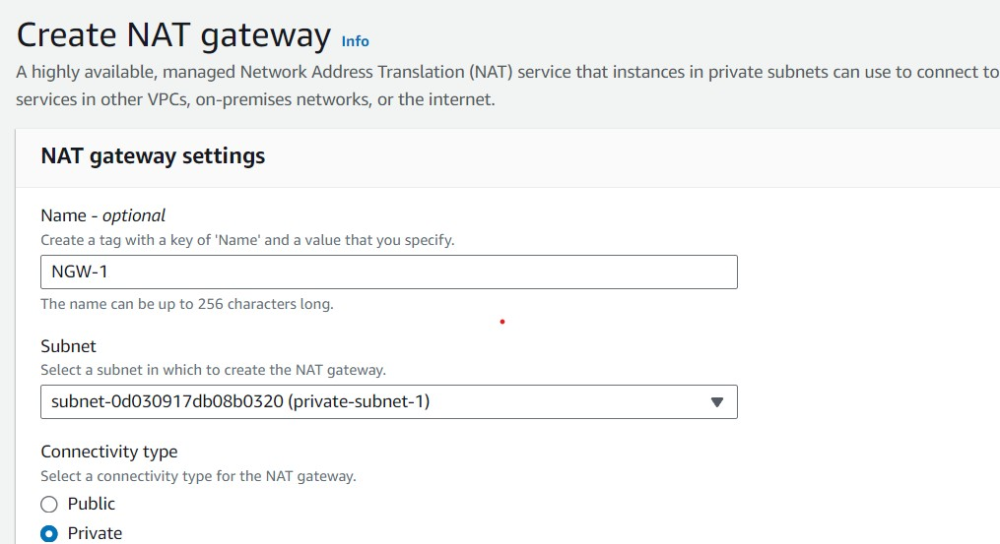 Create NAT gateway Info
A highly available, managed Network Address Translation (NAT) service that instances in private subnets can use to connect to
services in other VPCs, on-premises networks, or the internet.
NAT gateway settings
Name - optional
Create a tag with a key of 'Name' and a value that you specify.
NGW-1
The name can be up to 256 characters long.
Subnet
Select a subnet in which to create the NAT gateway.
subnet-0d030917db08b0320 (private-subnet-1)
Connectivity type
Select a connectivity type for the NAT gateway.
Public
Private